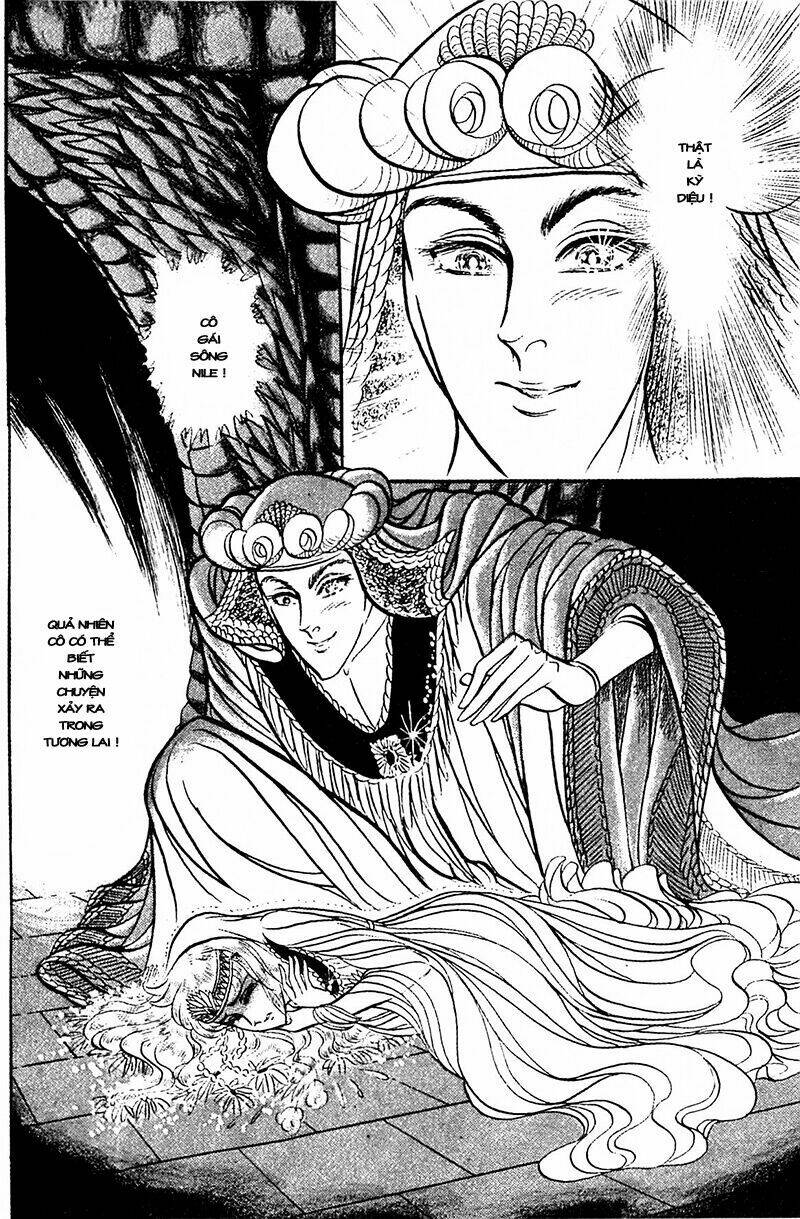 THẬT
LÀ
KỲ
DIỆU !
CÔ
GÁI
SÔNG
NILE !
QUẢ NHIÊN
CÔ CÓ THỂ
BIẾT
NHỮNG
CHUYỆN
XẢY RA
TRONG
TƯƠNG LAI !